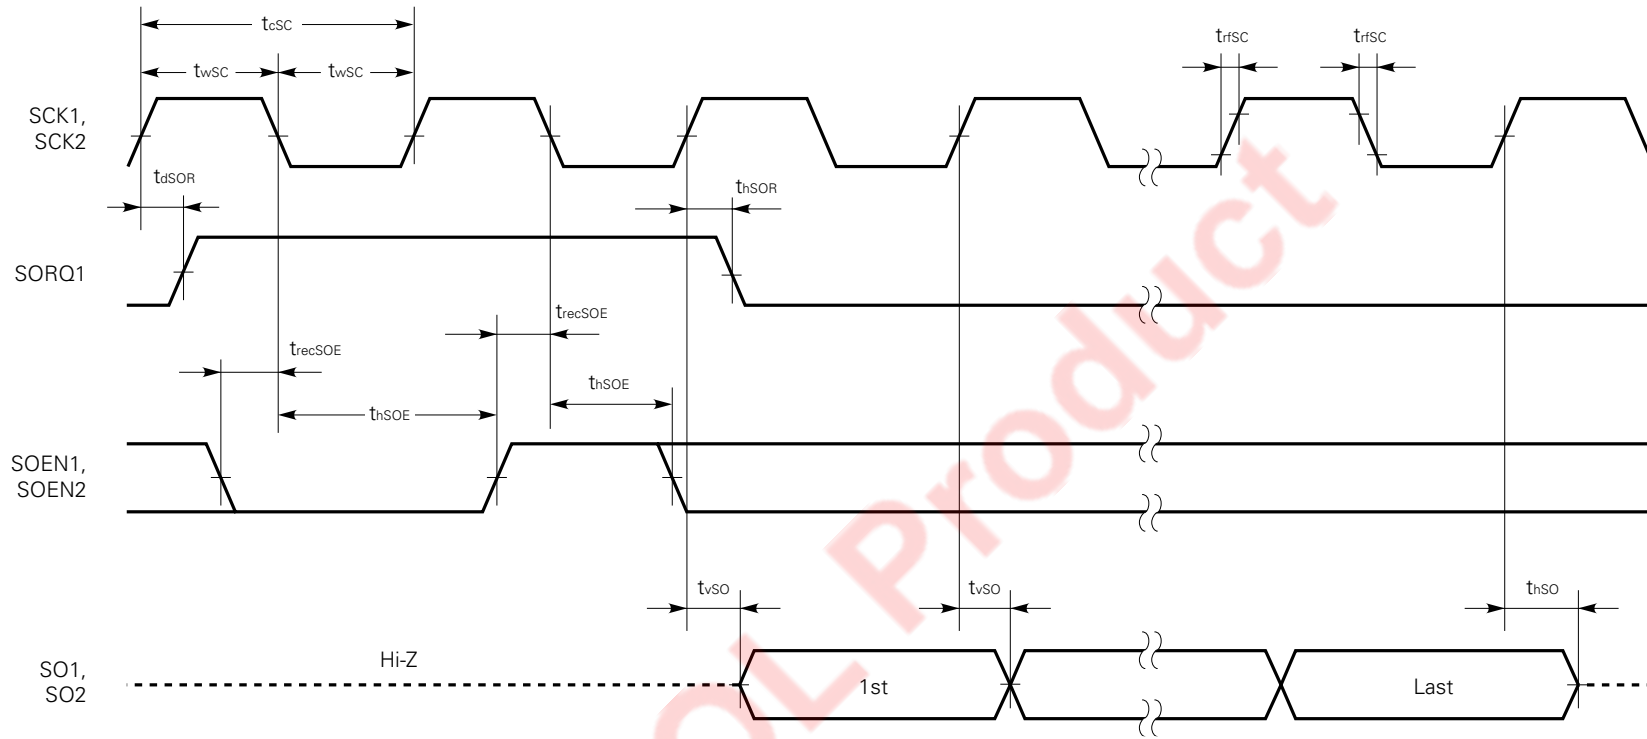 tcSC
twSC twSC
trfSC trfSC
SCK1,
SCK2
tdSOR
thSOR
SORQ1
trecSOE
trecSOE
thSOE
thSOE
SOEN1,
SOEN2
tvSO tvSO thSO
Hi-Z
SO1,
SO2
1st Last
OL Product